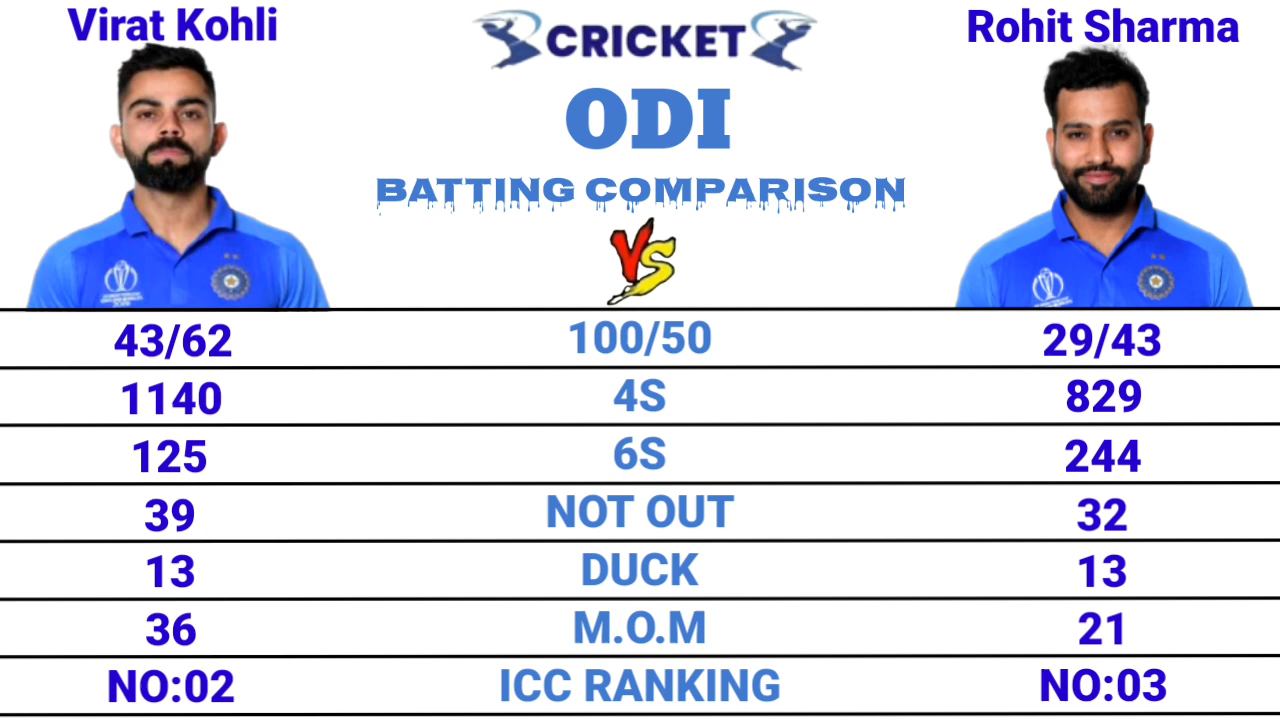 Virat Kohli
CRICKET
Rohit Sharma
ODI
BATTING COMPARISON
VS
43/62 100/50 29/43
1140 4S 829
125 6S 244
39 NOT OUT 32
13 DUCK 13
36 M.O.M 21
NO:02 ICC RANKING NO:03